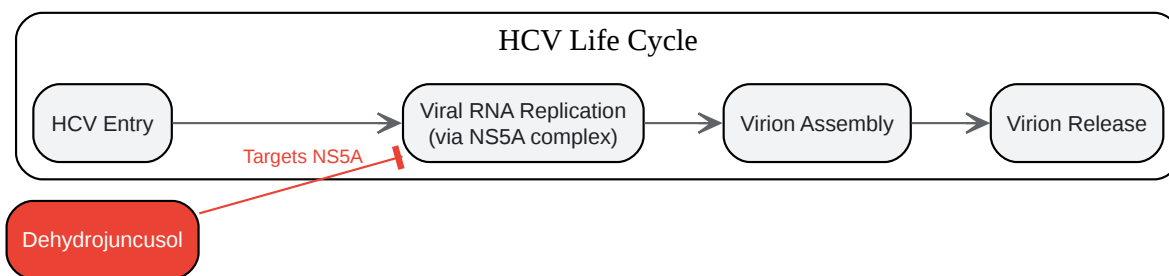 HCV Life Cycle
HCV Entry
Viral RNA Replication
(via NS5A complex)
Virion Assembly
Virion Release
Targets NS5A
Dehydrojuncusol